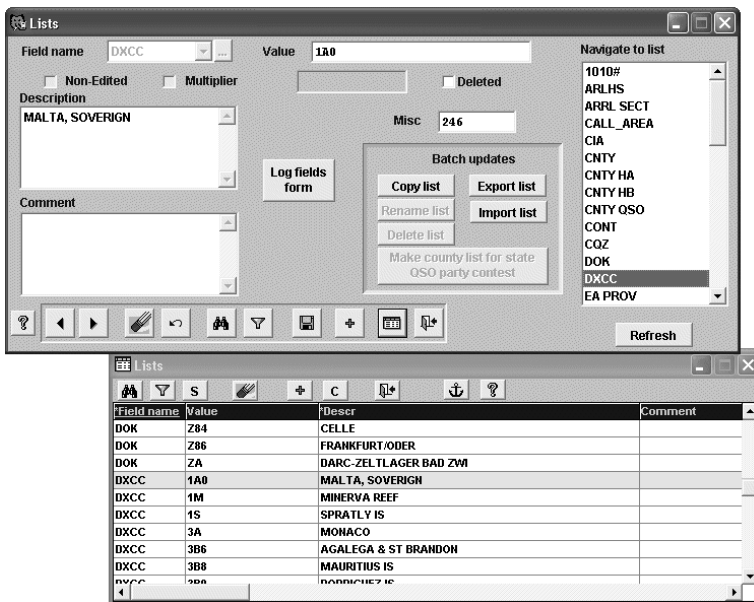 Lists
Field name DXCC ... Value 1A0 Navigate to list
Non-Edited Multiplier Deleted
Description
MALTA, SOVERIGN
Misc 246
Log fields form
Comment
Batch updates
Copy list Export list
Rename list Import list
Delete list
Make county list for state
QSO party contest
1010#
ARLHS
ARRL SECT
CALL_AREA
CIA
CNTY
CNTY HA
CNTY HB
CNTY QSO
CONT
CQZ
DOK
DXCC
EA PROV
?
Refresh
Lists
S C ?
*Field name Value *Descr Comment
DOK Z84 CELLE
DOK Z86 FRANKFURT/ODER
DOK ZA DARC-ZELTLAGER BAD ZWI
DXCC 1A0 MALTA, SOVERIGN
DXCC 1M MINERVA REEF
DXCC 1S SPRATLY IS
DXCC 3A MONACO
DXCC 3B6 AGALEGA & ST BRANDON
DXCC 3B8 MAURITIUS IS
DXCC 3B9 RODRIGUEZ IS